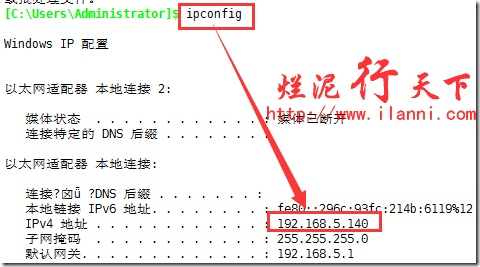 [C:\Users\Administrator]$ ipconfig
Windows IP 配置
以太网适配器 本地连接 2:
媒体状态 . . . . . . . . . . . . : 媒体已断开
连接特定的 DNS 后缀 . . . . . . . :
烂泥行天下
http://www.ilanni.com
以太网适配器 本地连接:
连接?囟ǖ ?DNS 后缀 . . . . . . . :
本地链接 IPv6 地址. . . . . . . . : fe80::296c:93fc:214b:6119%12
IPv4 地址 . . . . . . . . . . . . : 192.168.5.140
子网掩码 . . . . . . . . . . . . : 255.255.255.0
默认网关. . . . . . . . . . . . . : 192.168.5.1